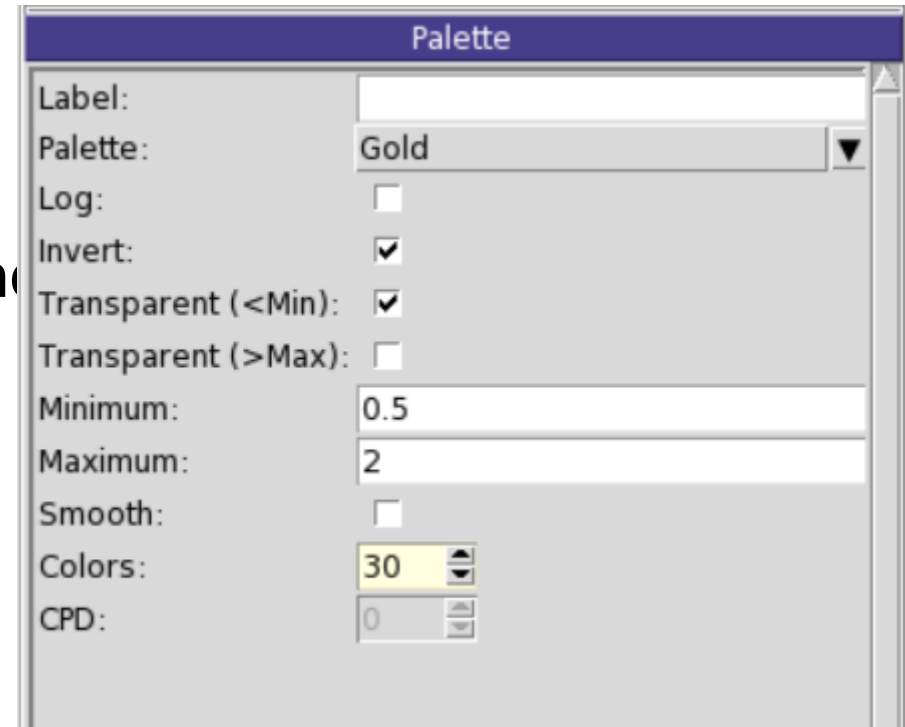 Palette
Label:
Palette: Gold
Log:
Invert:
Transparent (<Min):
Transparent (>Max):
Minimum: 0.5
Maximum: 2
Smooth:
Colors: 30
CPD: 0